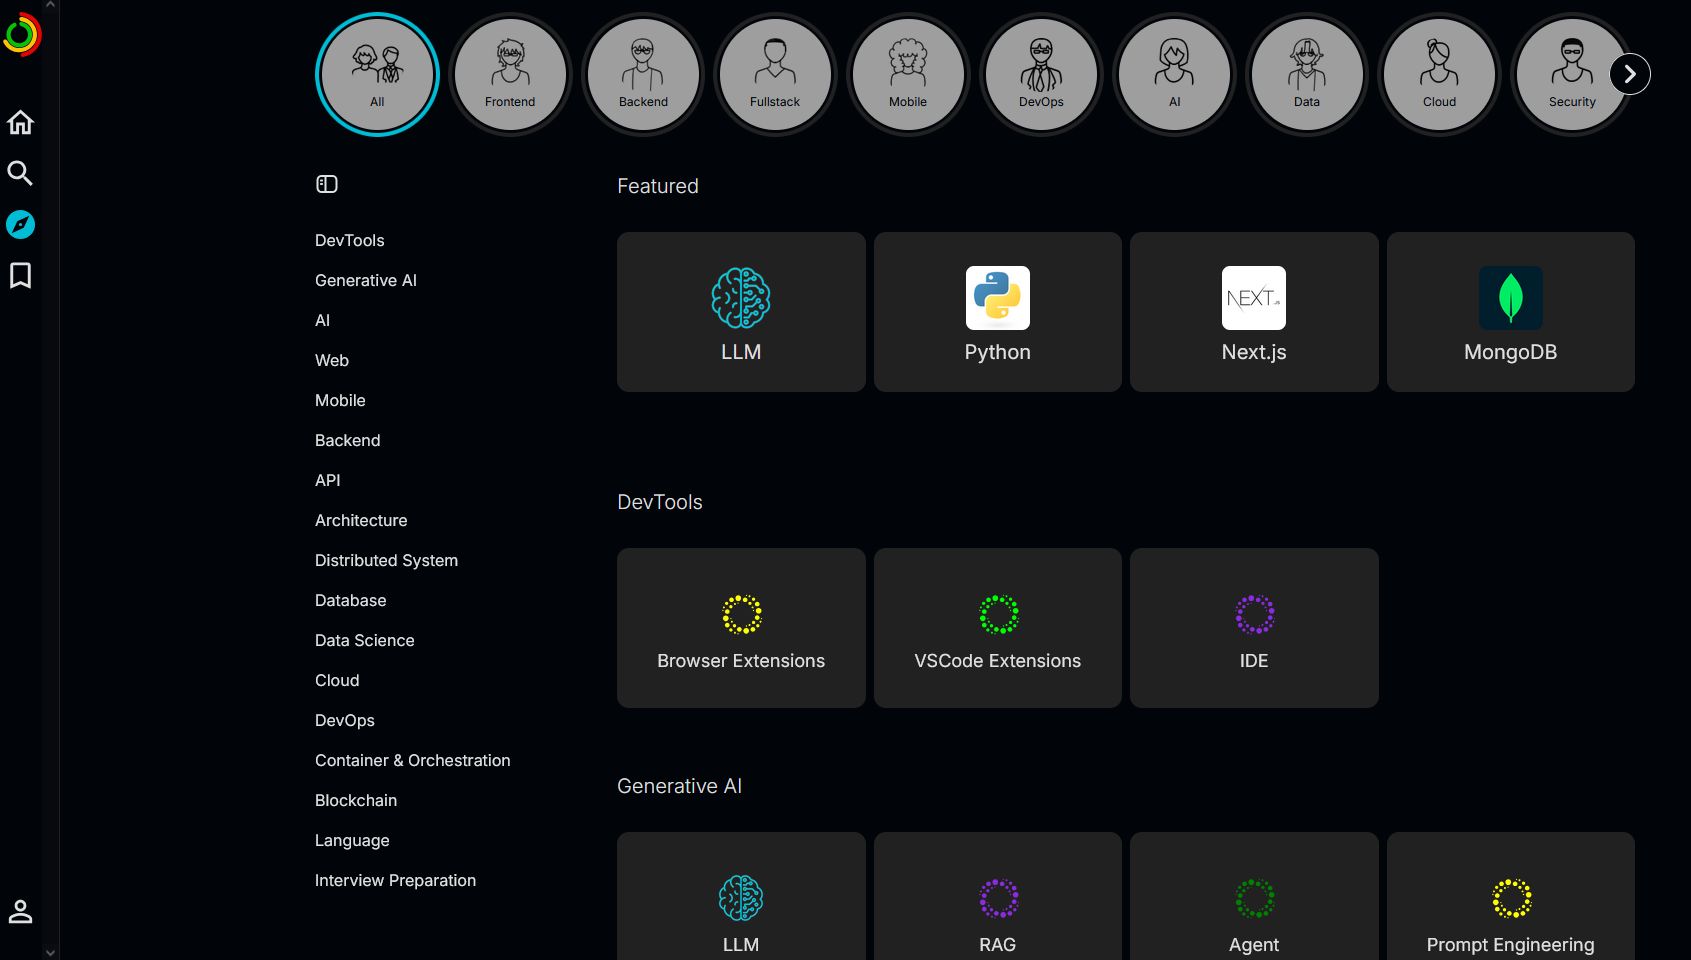 All
Frontend
Backend
Fullstack
Mobile
DevOps
AI
Data
Cloud
Security
DevTools
Generative AI
AI
Web
Mobile
Backend
API
Architecture
Distributed System
Database
Data Science
Cloud
DevOps
Container & Orchestration
Blockchain
Language
Interview Preparation
Featured
LLM
Python
NEXT.JS
Next.js
MongoDB
DevTools
Browser Extensions
VSCode Extensions
IDE
Generative AI
LLM
RAG
Agent
Prompt Engineering